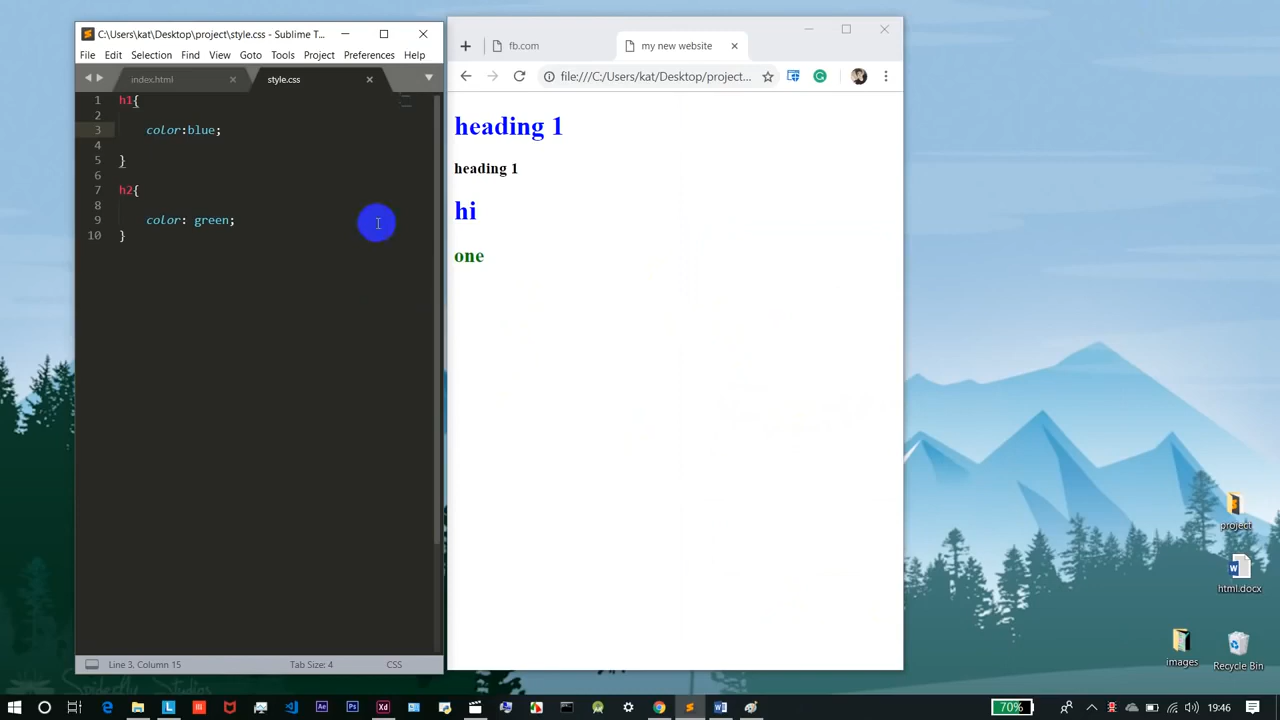 C:\Users\kat\Desktop\project\style.css - Sublime T...
File Edit Selection Find View Goto Tools Project Preferences Help
index.html
style.css
1 h1{
2
3 color:blue;
4
5 }
6
7 h2{
8
9 color: green;
10 }
Line 3, Column 15
Tab Size: 4
CSS
fb.com
my new website
file:///C:/Users/kat/Desktop/project...
heading 1
heading 1
hi
one
project
html.docx
images
Recycle Bin
Spiderfly Studios
70%
19:46